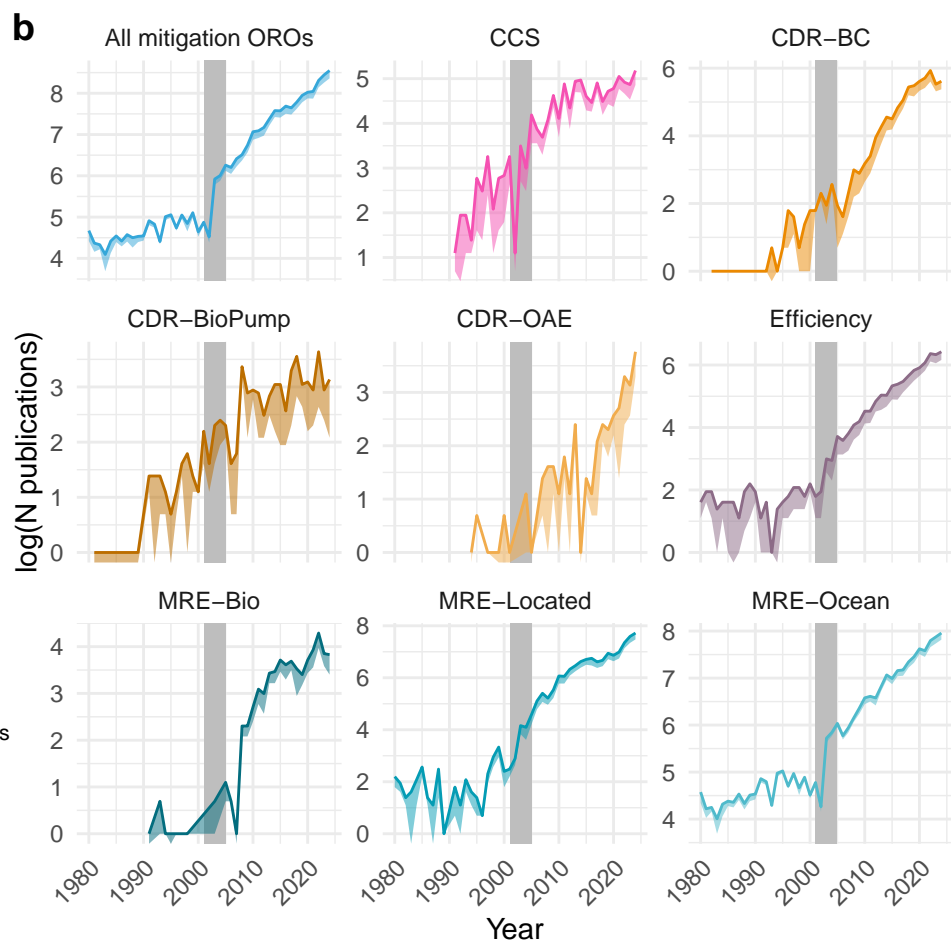 b
All mitigation OROs CCS CDR−BC
8 7 6 5 4
5 4 3 2 1
6 4 2 0
CDR−BioPump CDR−OAE Efficiency
3 2 1 0
3 2 1 0
6 4 2 0
MRE−Bio MRE−Located MRE−Ocean
4 3 2 1 0
8 6 4 2 0
8 7 6 5 4
log(N publications)
s
1980 1990 2000 2010 2020
1980 1990 2000 2010 2020
1980 1990 2000 2010 2020
Year